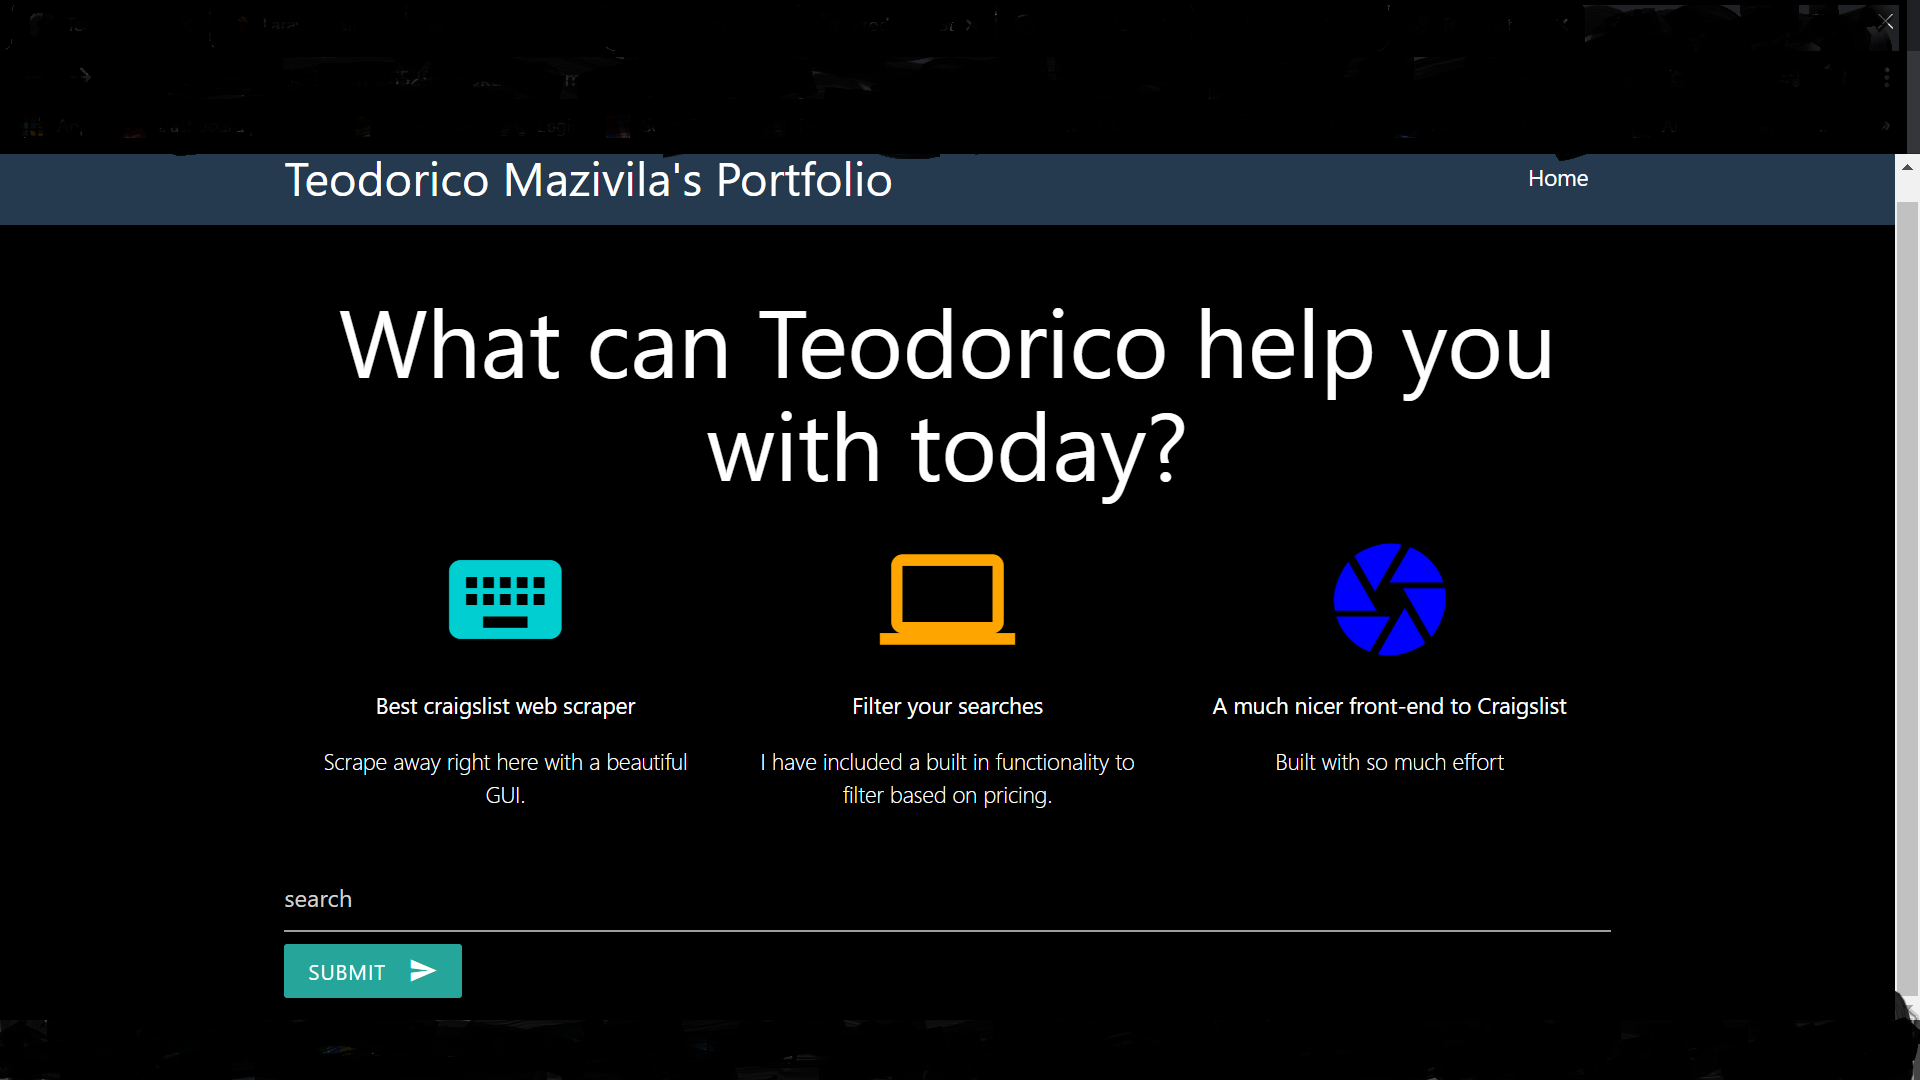 Teodorico Mazivila's Portfolio
Home
What can Teodorico help you
with today?
Best craigslist web scraper
Scrape away right here with a beautiful
GUI.
Filter your searches
I have included a built in functionality to
filter based on pricing.
A much nicer front-end to Craigslist
Built with so much effort
search
SUBMIT